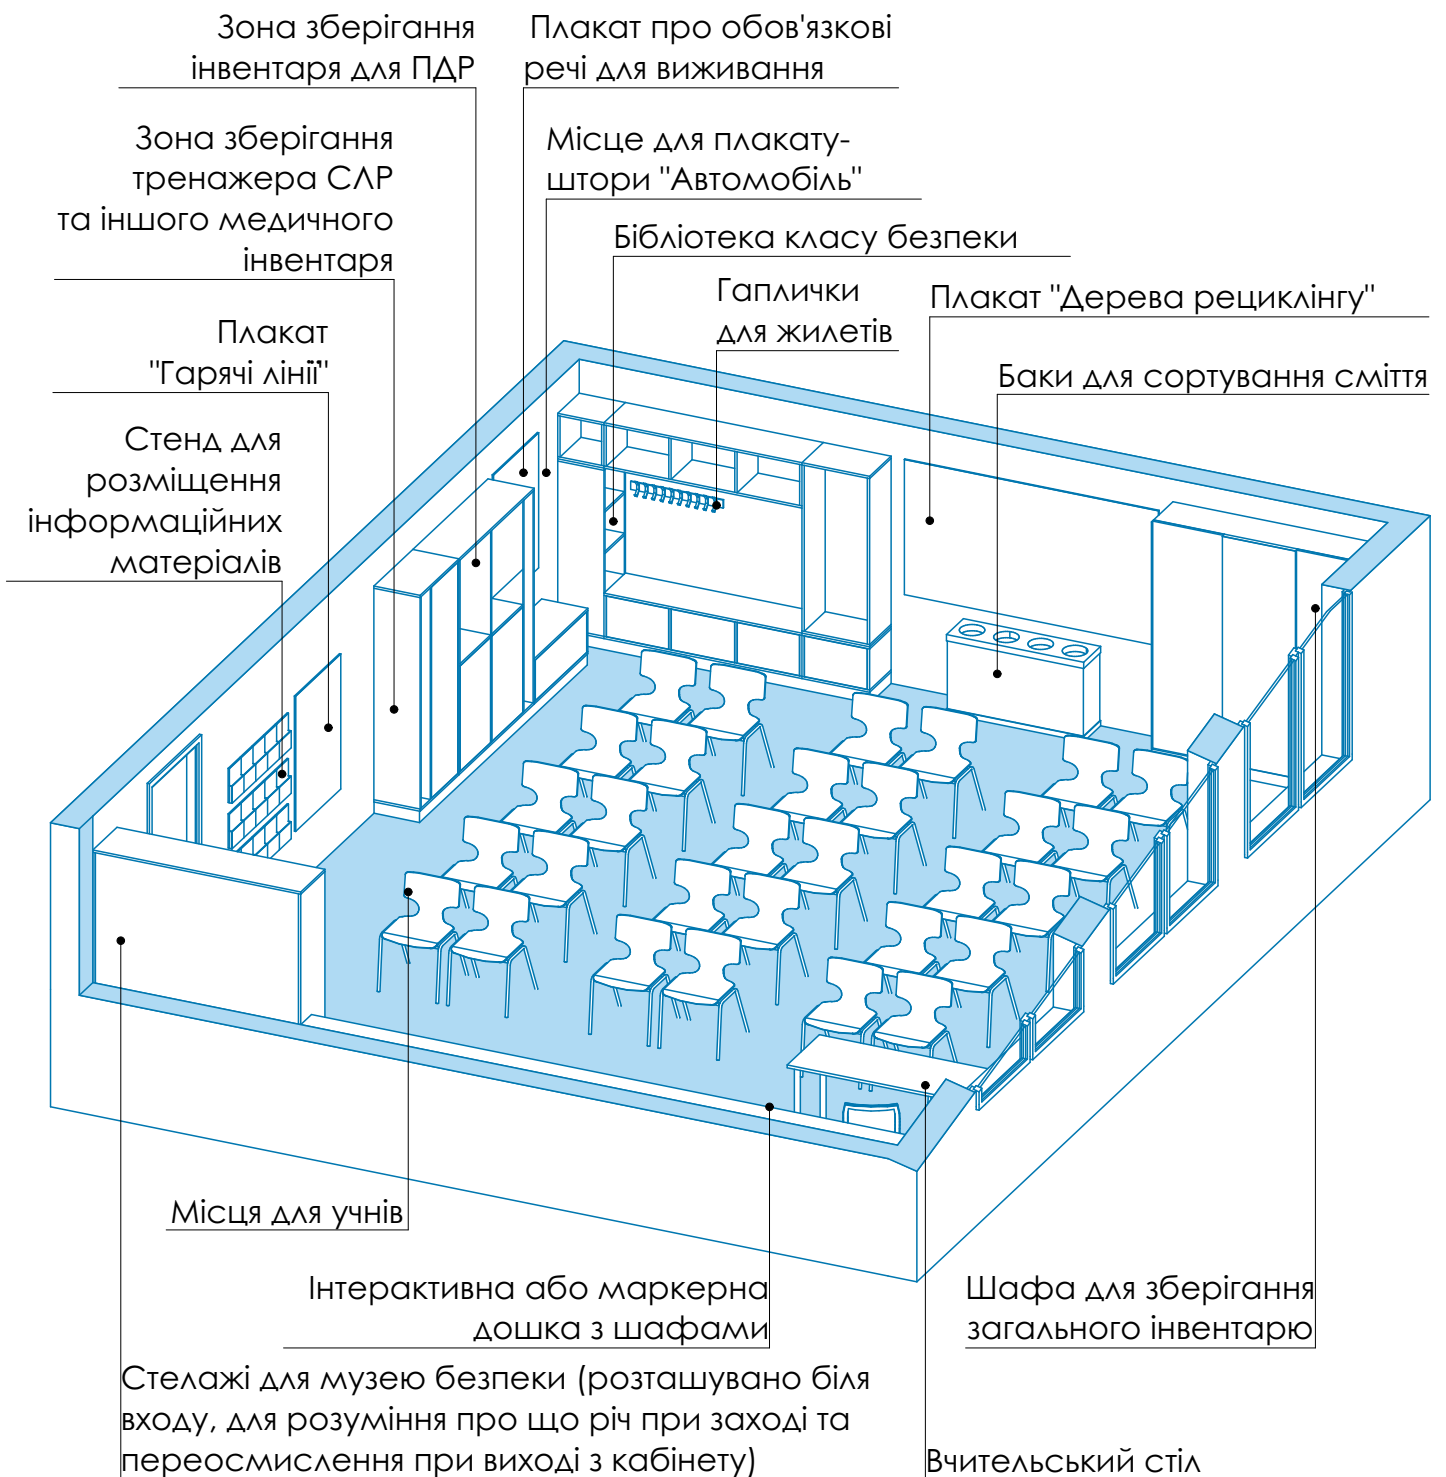 Зона зберігання
інвентаря для ПДР
Плакат про обов'язкові
речі для виживання
Зона зберігання
тренажера СЛР
та іншого медичного
інвентаря
Місце для плакату-
штори "Автомобіль"
Бібліотека класу безпеки
Гаплички
для жилетів
Плакат "Дерева рециклінгу"
Плакат
"Гарячі лінії"
Баки для сортування сміття
Стенд для
розміщення
інформаційних
матеріалів
Місця для учнів
Інтерактивна або маркерна
дошка з шафами
Шафа для зберігання
загального інвентарю
Стелажі для музею безпеки (розташувано біля
входу, для розуміння про що річ при заході та
переосмислення при виході з кабінету)
Вчительський стіл